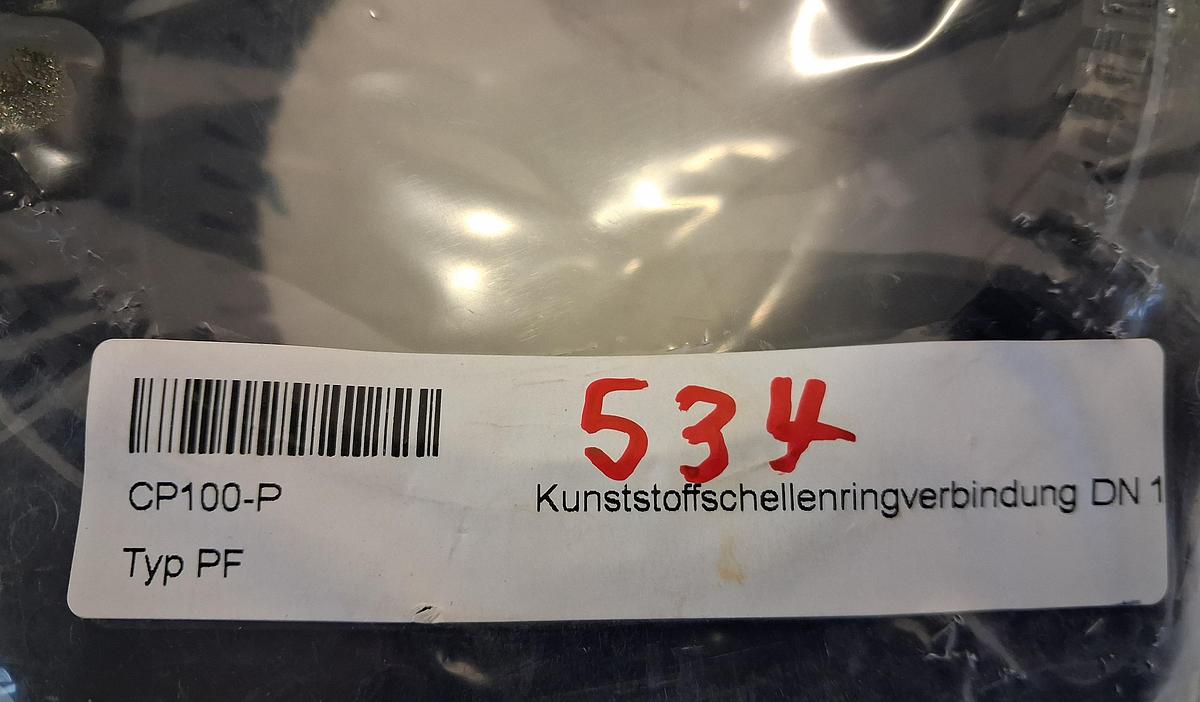 534
CP100-P Kunststoffschellenringverbindung DN 1
Typ PF